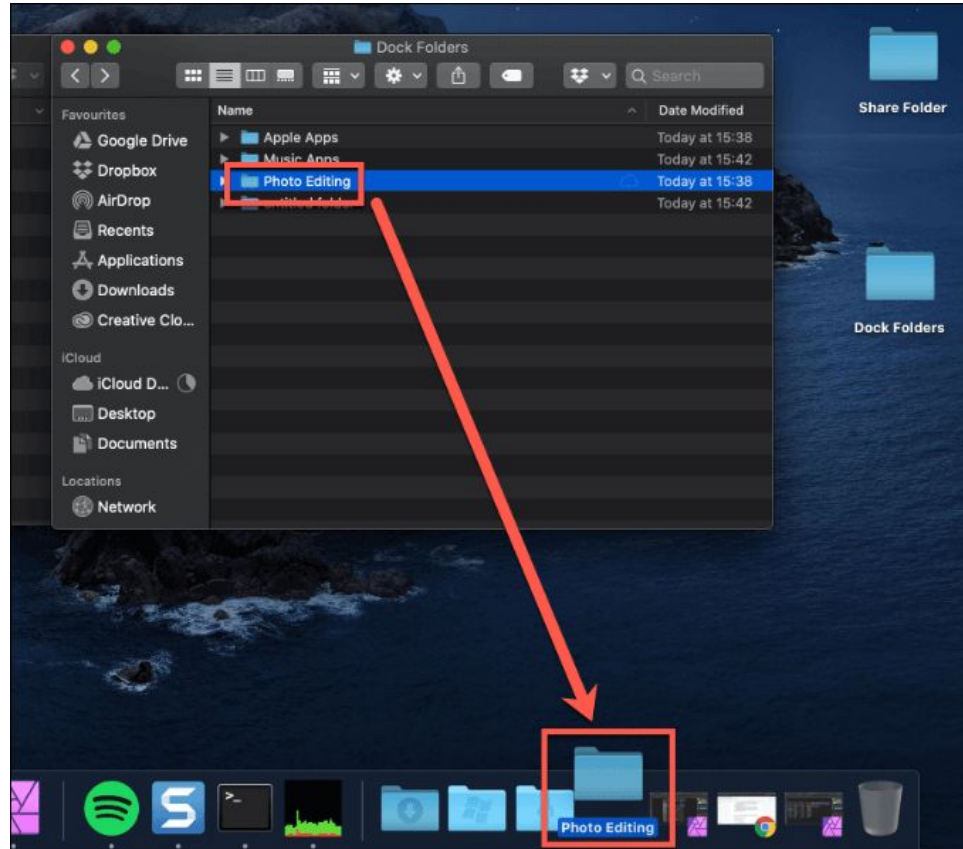 Dock Folders
Search
Favourites
Google Drive
Dropbox
AirDrop
Recents
Applications
Downloads
Creative Clo...
iCloud
iCloud D...
Desktop
Documents
Locations
Network
Name
Date Modified
Apple Apps
Today at 15:38
Music Apps
Today at 15:42
Photo Editing
Today at 15:38
untitled folder
Today at 15:42
Share Folder
Dock Folders
Photo Editing